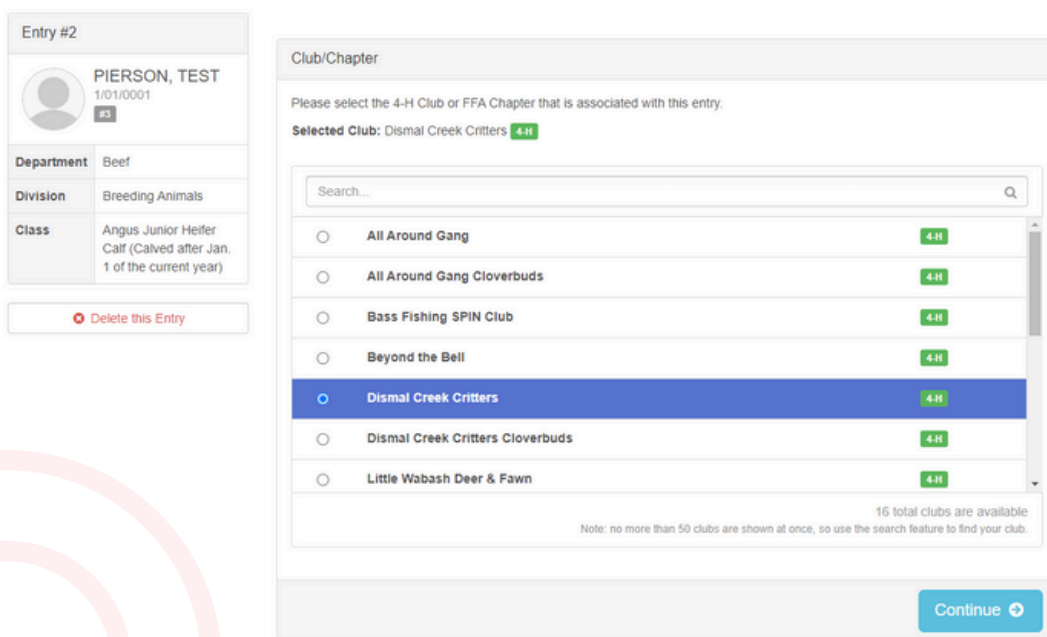 Entry #2
PIERSON, TEST
1/01/0001
#3
Department Beef
Division Breeding Animals
Class Angus Junior Heifer
Calf (Calved after Jan.
1 of the current year)
Delete this Entry
Club/Chapter
Please select the 4-H Club or FFA Chapter that is associated with this entry.
Selected Club: Dismal Creek Critters 4-H
Search...
All Around Gang 4-H
All Around Gang Cloverbuds 4-H
Bass Fishing SPIN Club 4-H
Beyond the Bell 4-H
Dismal Creek Critters 4-H
Dismal Creek Critters Cloverbuds 4-H
Little Wabash Deer & Fawn 4-H
16 total clubs are available
Note: no more than 50 clubs are shown at once, so use the search feature to find your club.
Continue